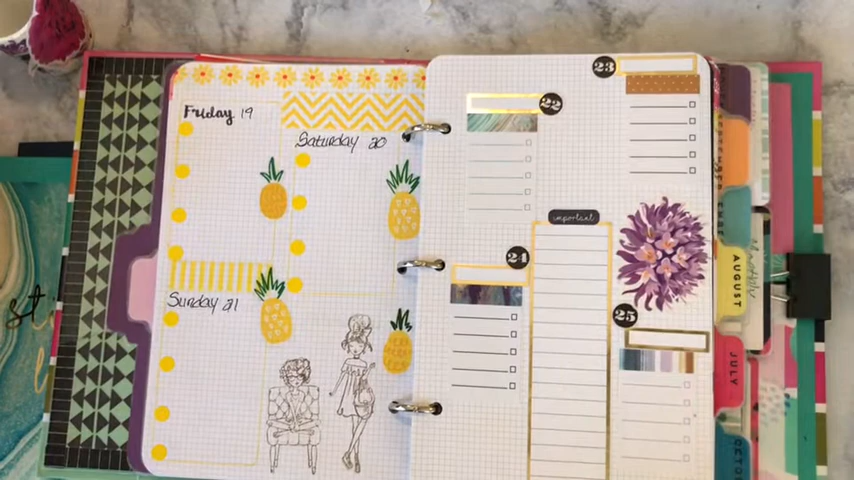 Friday 19
Saturday 20
Sunday 21
22
23
important
24
25
AUGUST
JULY